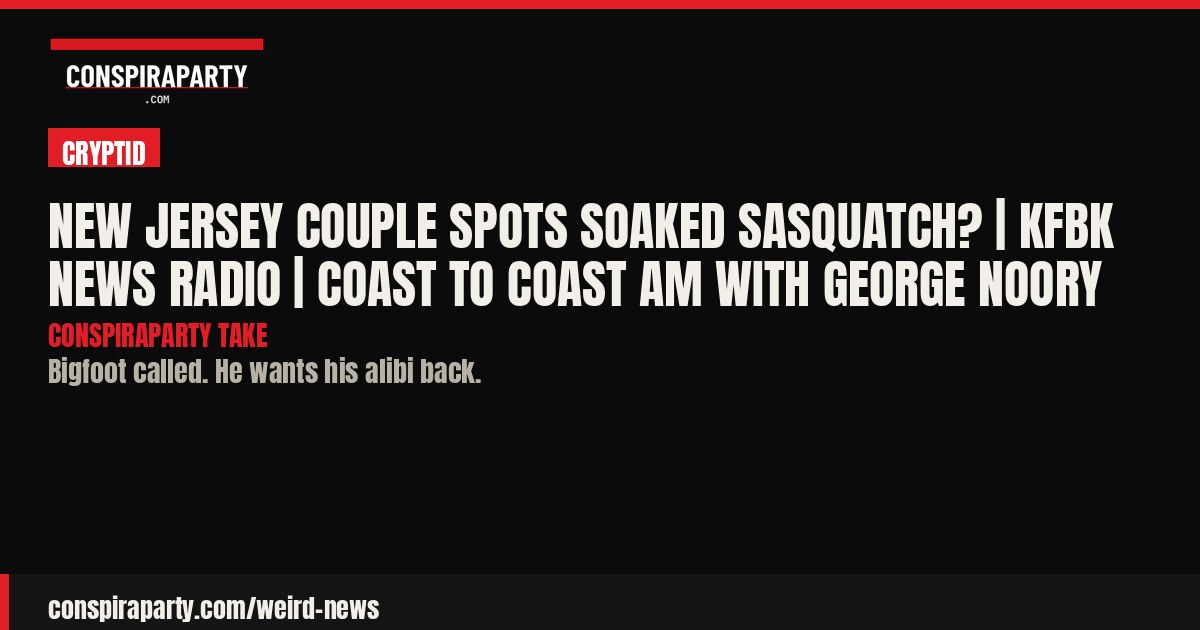 CONSPIRAPARTY
.COM
CRYPTID
NEW JERSEY COUPLE SPOTS SOAKED SASQUATCH? | KFBK
NEWS RADIO | COAST TO COAST AM WITH GEORGE NOORY
CONSPIRAPARTY TAKE
Bigfoot called. He wants his alibi back.
conspiraparty.com/weird-news